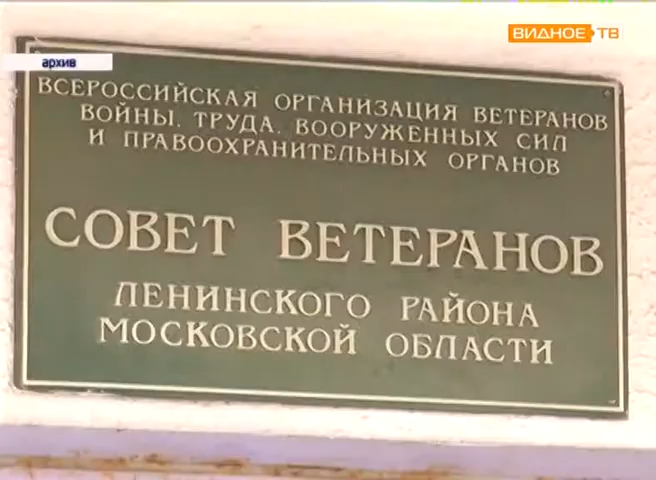 ВИДНОЕ ТВ
архив
ВСЕРОССИЙСКАЯ ОРГАНИЗАЦИЯ ВЕТЕРАНОВ
ВОЙНЫ, ТРУДА, ВООРУЖЕННЫХ СИЛ
И ПРАВООХРАНИТЕЛЬНЫХ ОРГАНОВ
СОВЕТ ВЕТЕРАНОВ
ЛЕНИНСКОГО РАЙОНА
МОСКОВСКОЙ ОБЛАСТИ